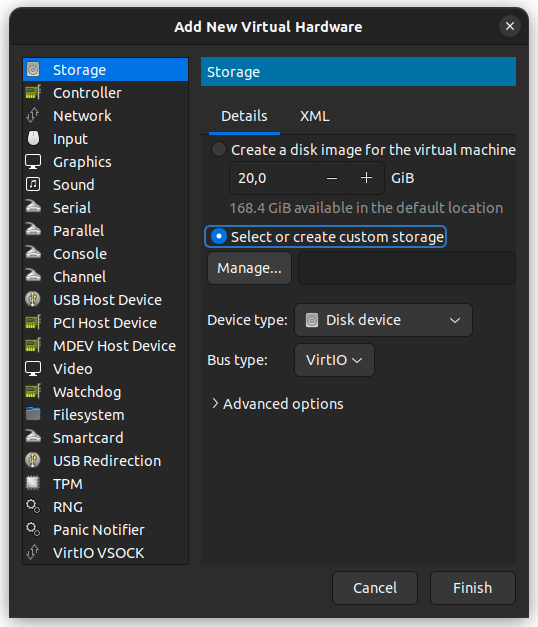 Add New Virtual Hardware
Storage
Controller
Network
Input
Graphics
Sound
Serial
Parallel
Console
Channel
USB Host Device
PCI Host Device
MDEV Host Device
Video
Watchdog
Filesystem
Smartcard
USB Redirection
TPM
RNG
Panic Notifier
VirtIO VSOCK
Storage
Details XML
Create a disk image for the virtual machine
20,0 − + GiB
168.4 GiB available in the default location
Select or create custom storage
Manage...
Device type: Disk device
Bus type: VirtIO
Advanced options
Cancel Finish